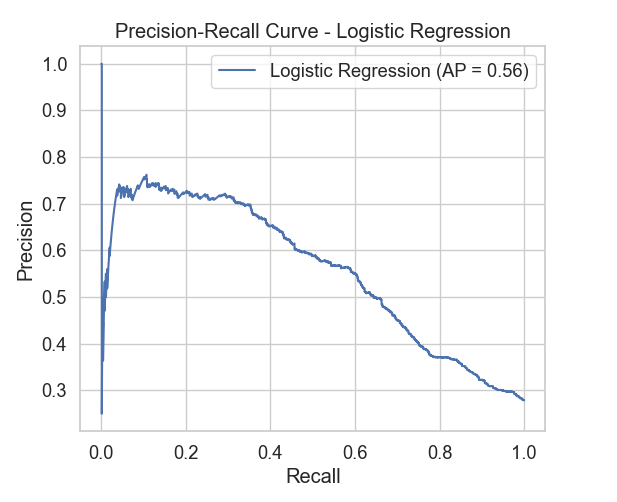 Precision-Recall Curve - Logistic Regression
Logistic Regression (AP = 0.56)
1.0
0.9
0.8
0.7
0.6
0.5
0.4
0.3
Precision
0.0 0.2 0.4 0.6 0.8 1.0
Recall